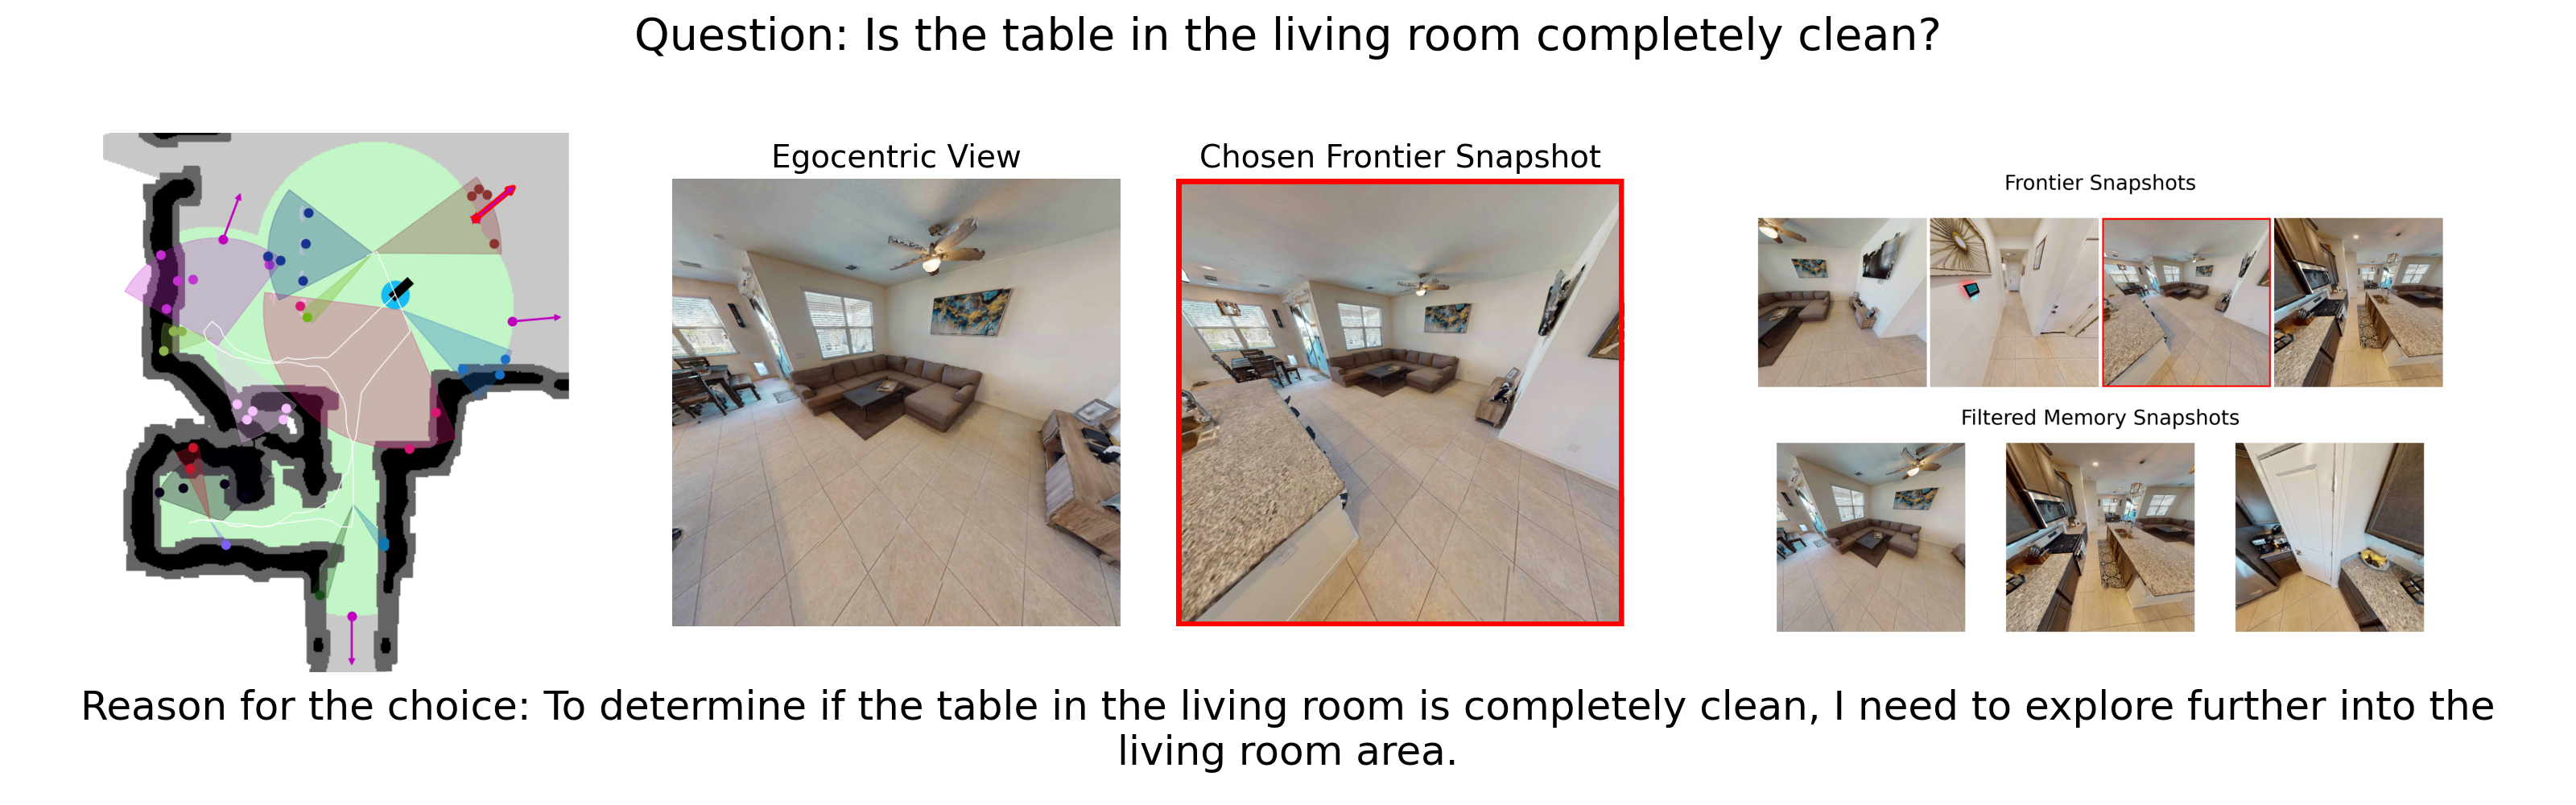 Question: Is the table in the living room completely clean?
Egocentric View
Chosen Frontier Snapshot
Frontier Snapshots
Filtered Memory Snapshots
Reason for the choice: To determine if the table in the living room is completely clean, I need to explore further into the
living room area.